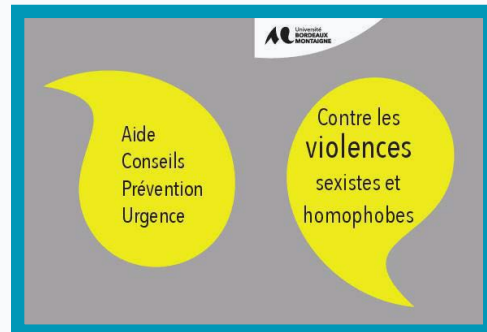 Université
BORDEAUX
MONTAIGNE
Aide
Conseils
Prévention
Urgence
Contre les
violences
sexistes et
homophobes